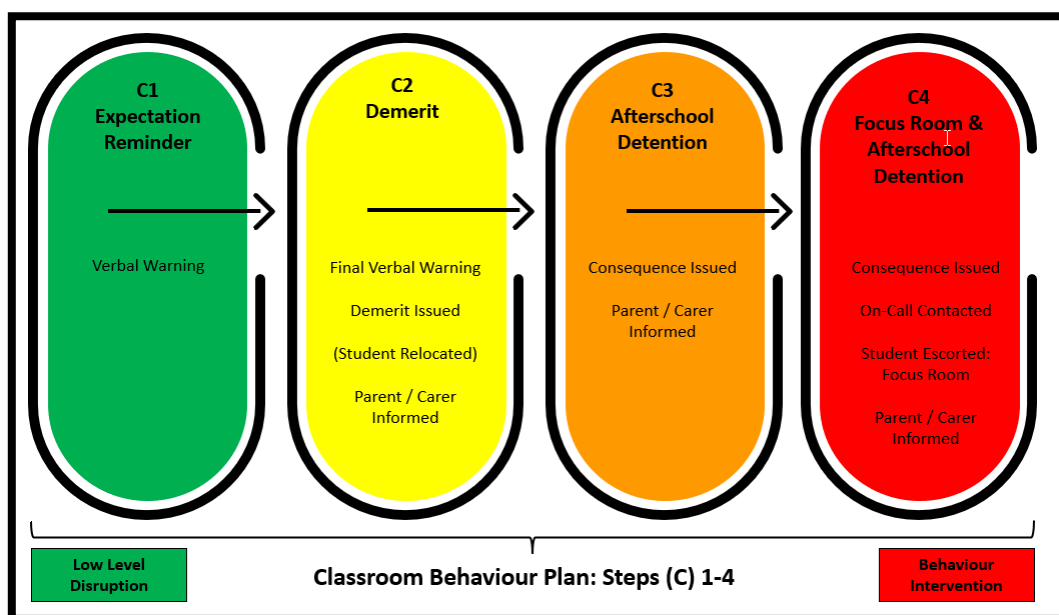 C1
Expectation
Reminder
Verbal Warning
C2
Demerit
Final Verbal Warning
Demerit Issued
(Student Relocated)
Parent / Carer
Informed
C3
Afterschool
Detention
Consequence Issued
Parent / Carer
Informed
C4
Focus Room &
Afterschool
Detention
Consequence Issued
On-Call Contacted
Student Escorted:
Focus Room
Parent / Carer
Informed
Low Level
Disruption
Classroom Behaviour Plan: Steps (C) 1-4
Behaviour
Intervention